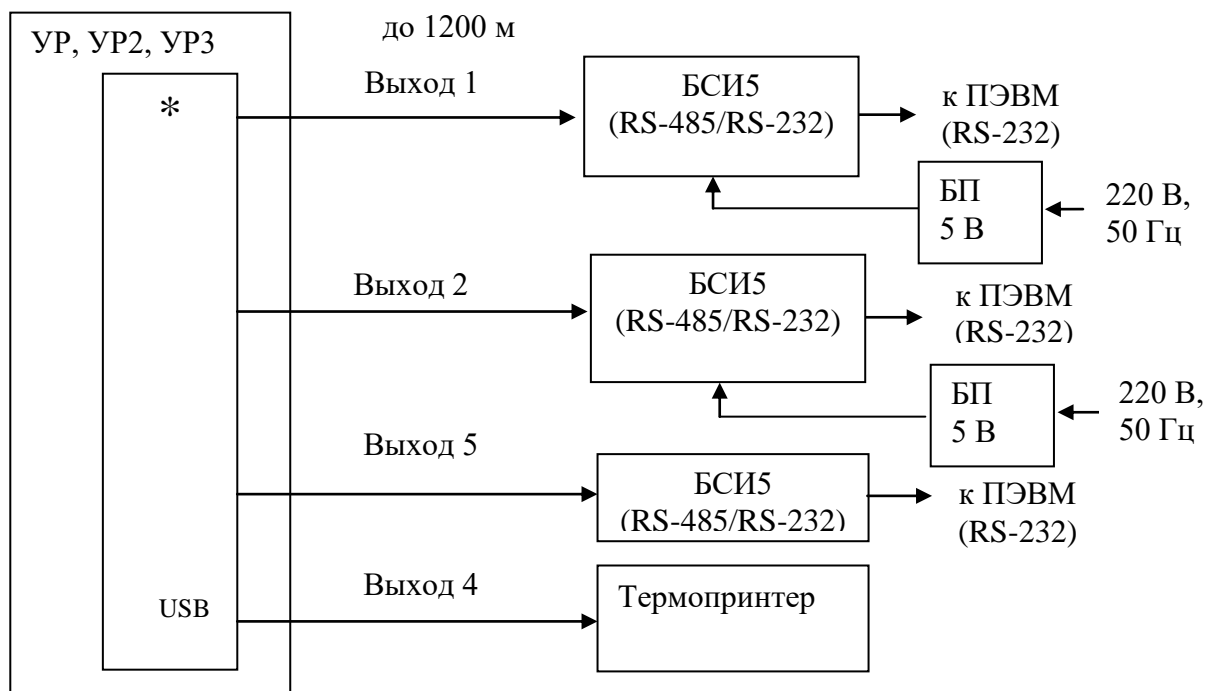 УР, УР2, УР3
до 1200 м
*
Выход 1
БСИ5
(RS-485/RS-232)
к ПЭВМ
(RS-232)
БП
5 В
220 В,
50 Гц
Выход 2
БСИ5
(RS-485/RS-232)
к ПЭВМ
(RS-232)
БП
5 В
220 В,
50 Гц
Выход 5
БСИ5
(RS-485/RS-232)
к ПЭВМ
(RS-232)
USB
Выход 4
Термопринтер